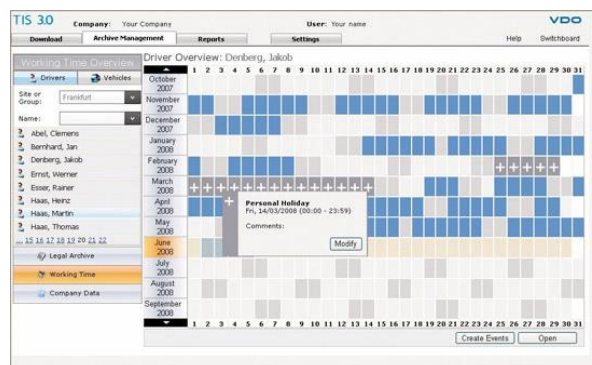 TIS 3.0 Company: Your Company User: Your name VDO
Download Archive Management Reports Settings Help Switchboard
Working Time Overview Driver Overview: Denberg, Jakob
1 2 3 4 5 6 7 8 9 10 11 12 13 14 15 16 17 18 19 20 21 22 23 24 25 26 27 28 29 30 31
Drivers Vehicles
Site or Group: Frankfurt
Name:
Abel, Clemens
Bernhard, Jan
Denberg, Jakob
Ernst, Werner
Esser, Rainer
Haas, Heinz
Haas, Martin
Haas, Thomas
... 15 16 17 18 19 20 21 22
Legal Archive
Working Time
Company Data
October 2007
November 2007
December 2007
January 2008
February 2008
March 2008
April 2008
May 2008
June 2008
July 2008
August 2008
September 2008
Personal Holiday
Fri, 14/03/2008 (00:00 - 23:59)
Comments:
Modify
1 2 3 4 5 6 7 8 9 10 11 12 13 14 15 16 17 18 19 20 21 22 23 24 25 26 27 28 29 30 31
Create Events Open